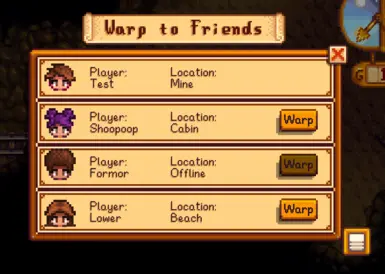 Warp to Friends
Player: Location:
Test Mine
Player: Location:
Shoopoop Cabin
Warp
Player: Location:
Formor Offline
Warp
Player: Location:
Lower Beach
Warp
G